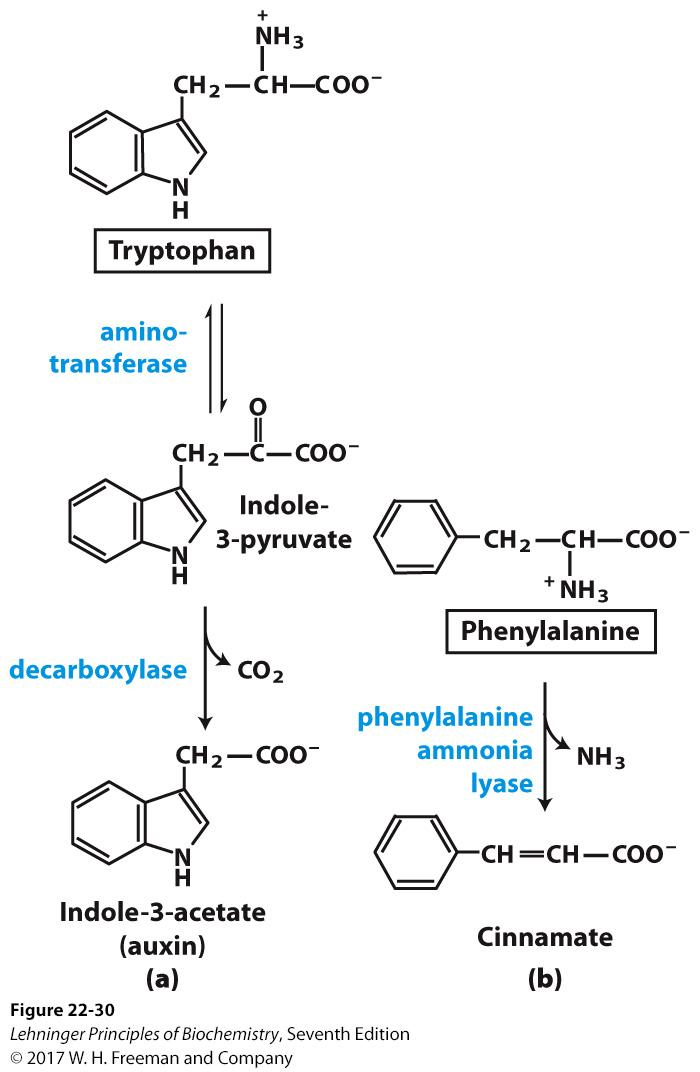 +
NH3
CH2—CH—COO−
N
H
Tryptophan
amino-
transferase
O
CH2—C—COO−
Indole-
3-pyruvate
N
H
decarboxylase
CO2
CH2—COO−
N
H
Indole-3-acetate
(auxin)
(a)
CH2—CH—COO−
+NH3
Phenylalanine
phenylalanine
ammonia
lyase
NH3
CH=CH—COO−
Cinnamate
(b)
Figure 22-30
Lehninger Principles of Biochemistry, Seventh Edition
© 2017 W. H. Freeman and Company